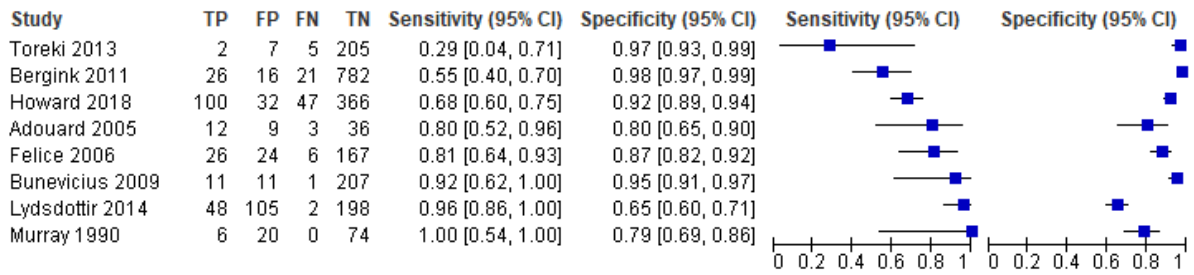 Study TP FP FN TN Sensitivity (95% CI) Specificity (95% CI) Sensitivity (95% CI) Specificity (95% CI)
Toreki 2013 2 7 5 205 0.29 [0.04, 0.71] 0.97 [0.93, 0.99]
Bergink 2011 26 16 21 782 0.55 [0.40, 0.70] 0.98 [0.97, 0.99]
Howard 2018 100 32 47 366 0.68 [0.60, 0.75] 0.92 [0.89, 0.94]
Adouard 2005 12 9 3 36 0.80 [0.52, 0.96] 0.80 [0.65, 0.90]
Felice 2006 26 24 6 167 0.81 [0.64, 0.93] 0.87 [0.82, 0.92]
Bunevicius 2009 11 11 1 207 0.92 [0.62, 1.00] 0.95 [0.91, 0.97]
Lydsdottir 2014 48 105 2 198 0.96 [0.86, 1.00] 0.65 [0.60, 0.71]
Murray 1990 6 20 0 74 1.00 [0.54, 1.00] 0.79 [0.69, 0.86]
0 0.2 0.4 0.6 0.8 1 0 0.2 0.4 0.6 0.8 1